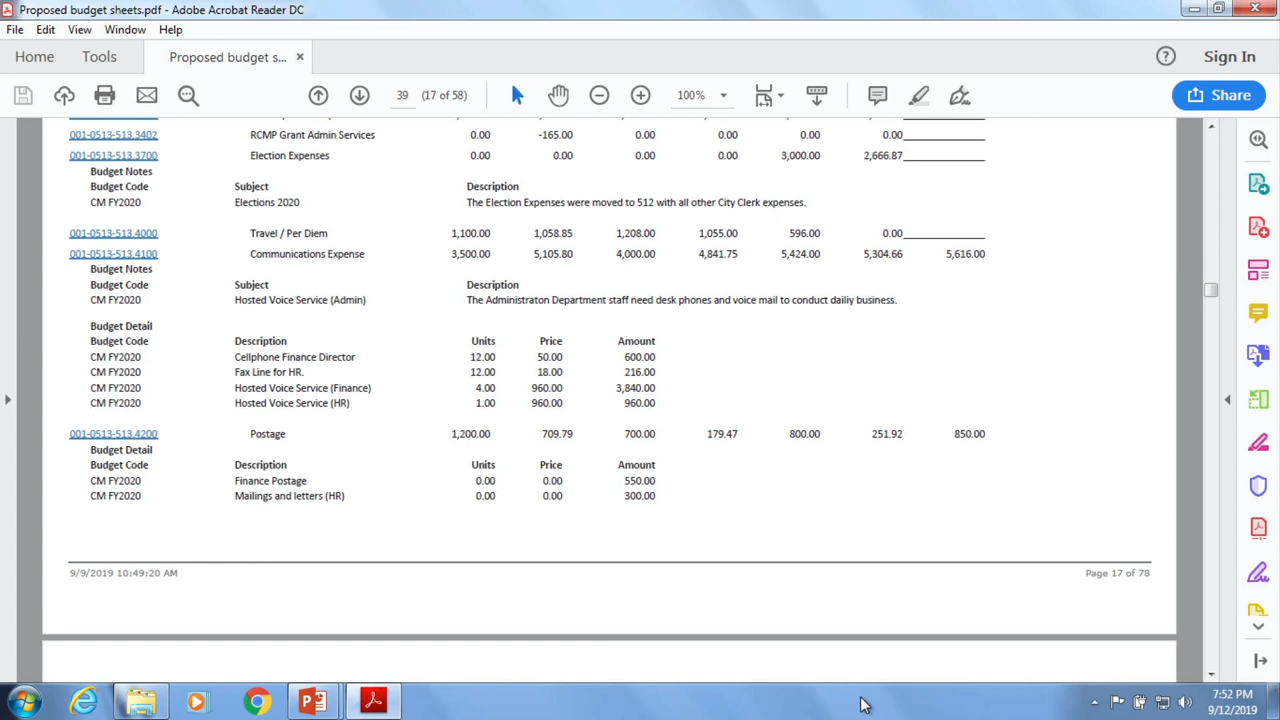 Proposed budget sheets.pdf - Adobe Acrobat Reader DC
File Edit View Window Help
Home Tools Proposed budget s... × Sign In
39 (17 of 58) 100% Share
001-0513-513.3402 RCMP Grant Admin Services 0.00 -165.00 0.00 0.00 0.00 0.00
001-0513-513.3700 Election Expenses 0.00 0.00 0.00 0.00 3,000.00 2,666.87
Budget Notes
Budget Code Subject Description
CM FY2020 Elections 2020 The Election Expenses were moved to 512 with all other City Clerk expenses.
001-0513-513.4000 Travel / Per Diem 1,100.00 1,058.85 1,208.00 1,055.00 596.00 0.00
001-0513-513.4100 Communications Expense 3,500.00 5,105.80 4,000.00 4,841.75 5,424.00 5,304.66 5,616.00
Budget Notes
Budget Code Subject Description
CM FY2020 Hosted Voice Service (Admin) The Administraton Department staff need desk phones and voice mail to conduct dailiy business.
Budget Detail
Budget Code Description Units Price Amount
CM FY2020 Cellphone Finance Director 12.00 50.00 600.00
CM FY2020 Fax Line for HR. 12.00 18.00 216.00
CM FY2020 Hosted Voice Service (Finance) 4.00 960.00 3,840.00
CM FY2020 Hosted Voice Service (HR) 1.00 960.00 960.00
001-0513-513.4200 Postage 1,200.00 709.79 700.00 179.47 800.00 251.92 850.00
Budget Detail
Budget Code Description Units Price Amount
CM FY2020 Finance Postage 0.00 0.00 550.00
CM FY2020 Mailings and letters (HR) 0.00 0.00 300.00
9/9/2019 10:49:20 AM Page 17 of 78
7:52 PM
9/12/2019